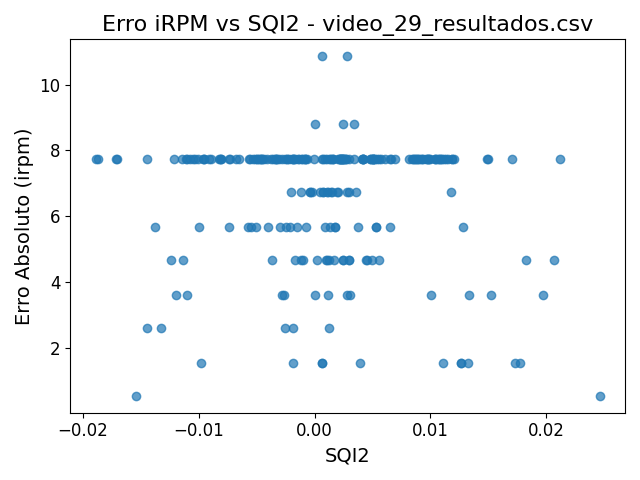 Erro iRPM vs SQI2 - video_29_resultados.csv
Erro Absoluto (irpm)
10
8
6
4
2
−0.02 −0.01 0.00 0.01 0.02
SQI2